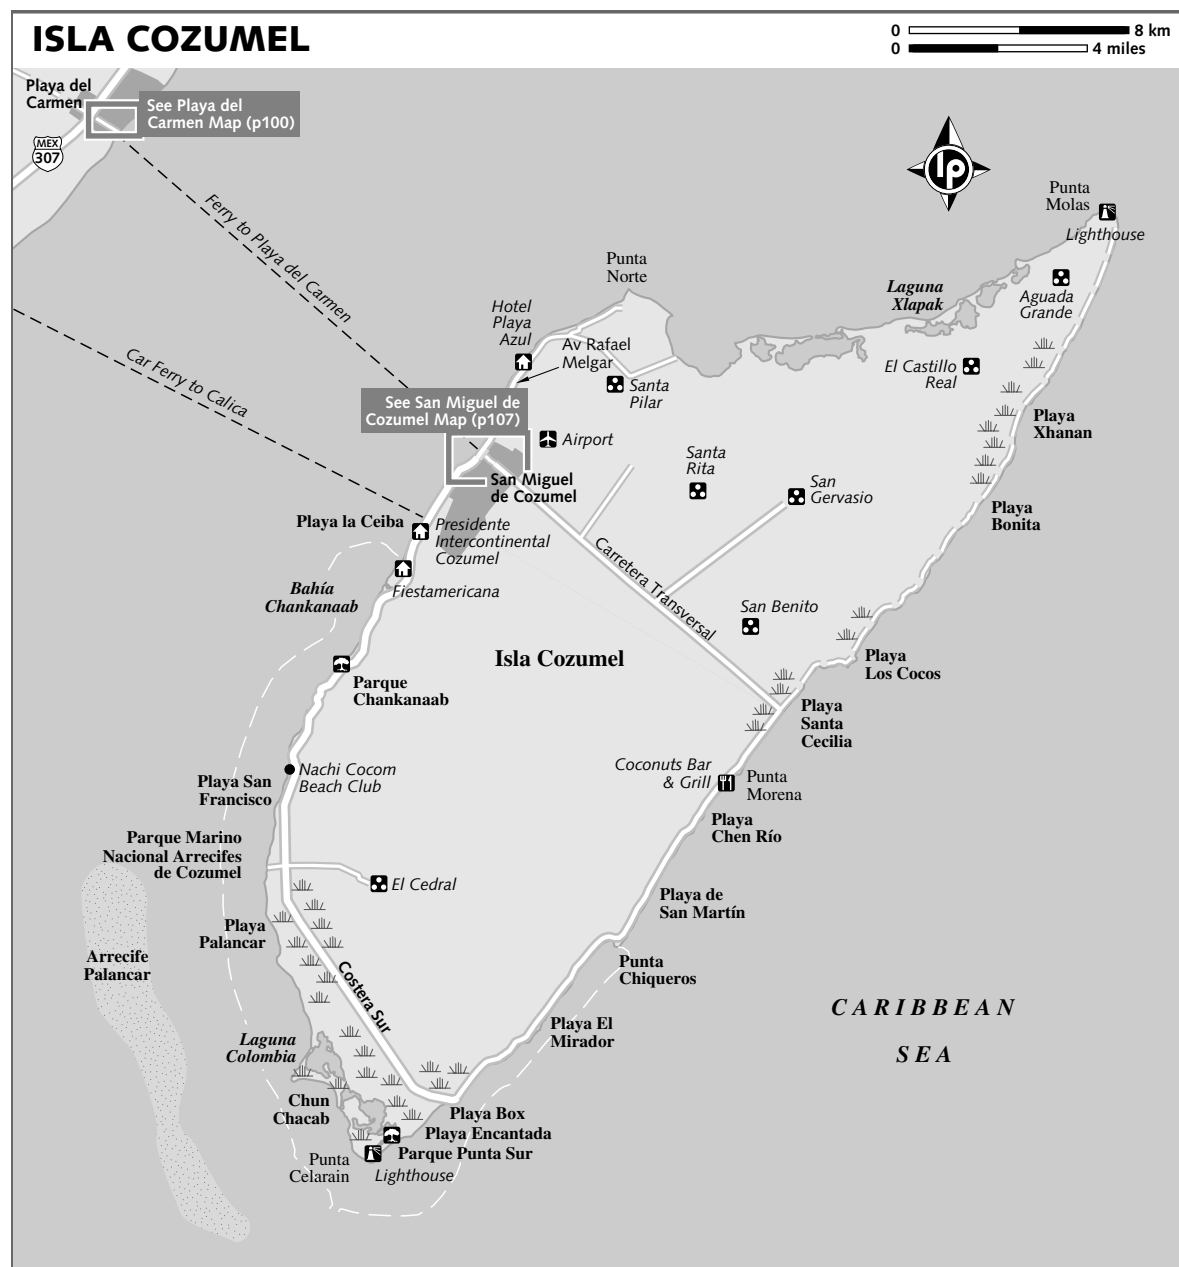 ISLA COZUMEL
0 8 km
0 4 miles
Playa del
Carmen
See Playa del
Carmen Map (p100)
MEX
307
lp
Ferry to Playa del Carmen
Car Ferry to Calica
Punta
Molas
Lighthouse
Punta
Norte
Laguna
Xlapak
Aguada
Grande
Hotel
Playa
Azul
Av Rafael
Melgar
Santa
Pilar
El Castillo
Real
See San Miguel de
Cozumel Map (p107)
Airport
Playa
Xhanan
Santa
Rita
San
Gervasio
San Miguel
de Cozumel
Playa
Bonita
Playa la Ceiba
Presidente
Intercontinental
Cozumel
Carretera Transversal
Bahía
Chankanaab
Fiestamericana
San Benito
Isla Cozumel
Playa
Los Cocos
Parque
Chankanaab
Playa
Santa
Cecilia
Nachi Cocom
Beach Club
Playa San
Francisco
Coconuts Bar
& Grill
Punta
Morena
Playa
Chen Río
Parque Marino
Nacional Arrecifes
de Cozumel
El Cedral
Playa de
San Martín
Playa
Palancar
Arrecife
Palancar
Costera Sur
Punta
Chiqueros
CARIBBEAN
SEA
Playa El
Mirador
Laguna
Colombia
Chun
Chacab
Playa Box
Playa Encantada
Parque Punta Sur
Punta
Celarain
Lighthouse